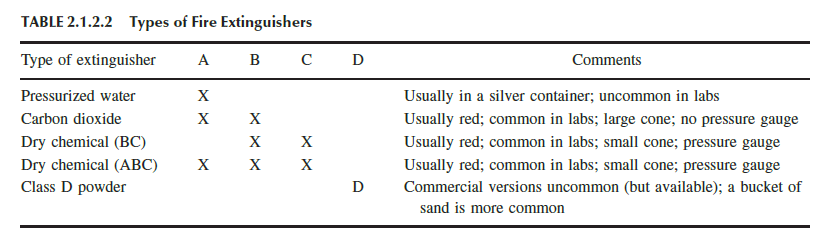 TABLE 2.1.2.2 Types of Fire Extinguishers
Type of extinguisher A B C D Comments
Pressurized water X Usually in a silver container; uncommon in labs
Carbon dioxide X X Usually red; common in labs; large cone; no pressure gauge
Dry chemical (BC) X X Usually red; common in labs; small cone; pressure gauge
Dry chemical (ABC) X X X Usually red; common in labs; small cone; pressure gauge
Class D powder D Commercial versions uncommon (but available); a bucket of
sand is more common